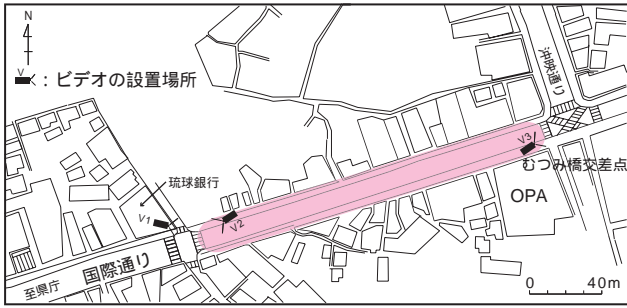 N
V
：ビデオの設置場所
沖映通り
V3
むつみ橋交差点
琉球銀行
V1
V2
OPA
国際通り
至県庁
0 40m